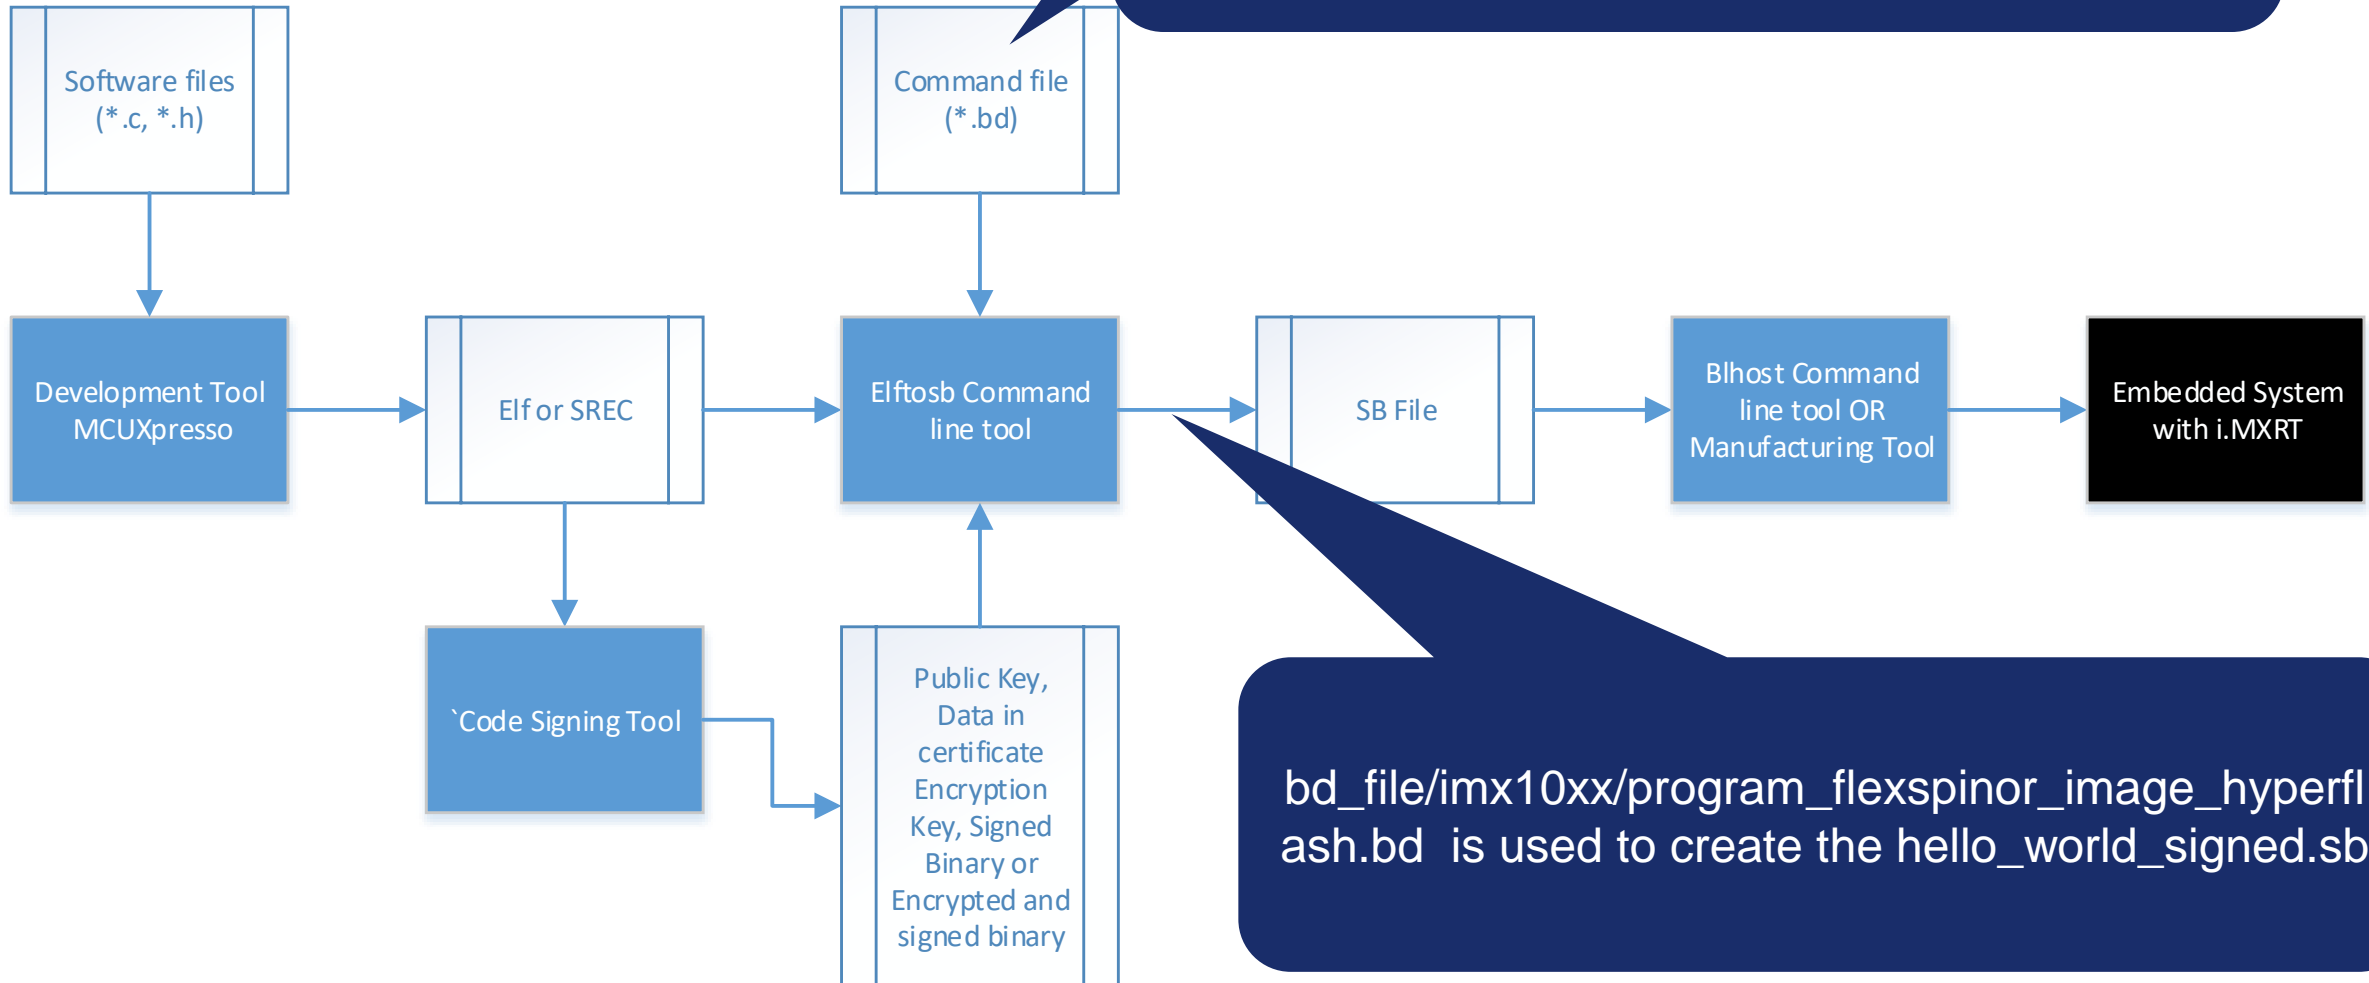 Software files
(*.c, *.h)
Command file
(*.bd)
Development Tool
MCUXpresso
Elf or SREC
Elftosb Command
line tool
SB File
Blhost Command
line tool OR
Manufacturing Tool
Embedded System
with i.MXRT
`Code Signing Tool
Public Key,
Data in
certificate
Encryption
Key, Signed
Binary or
Encrypted and
signed binary
bd_file/imx10xx/program_flexspinor_image_hyperfl
ash.bd  is used to create the hello_world_signed.sb